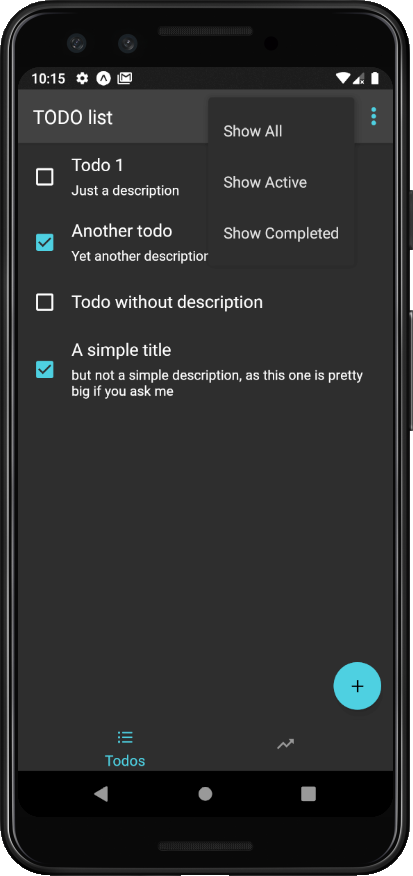 10:15
TODO list
Show All
Show Active
Show Completed
Todo 1
Just a description
Another todo
Yet another description
Todo without description
A simple title
but not a simple description, as this one is pretty
big if you ask me
Todos